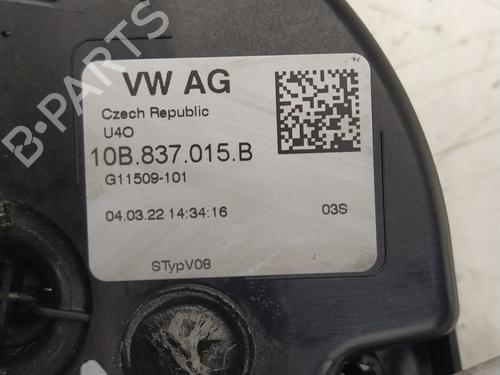 B-PARTS
VW AG
Czech Republic
U4O
10B.837.015.B
G11509-101
04.03.22 14:34:16 03S
STypV08